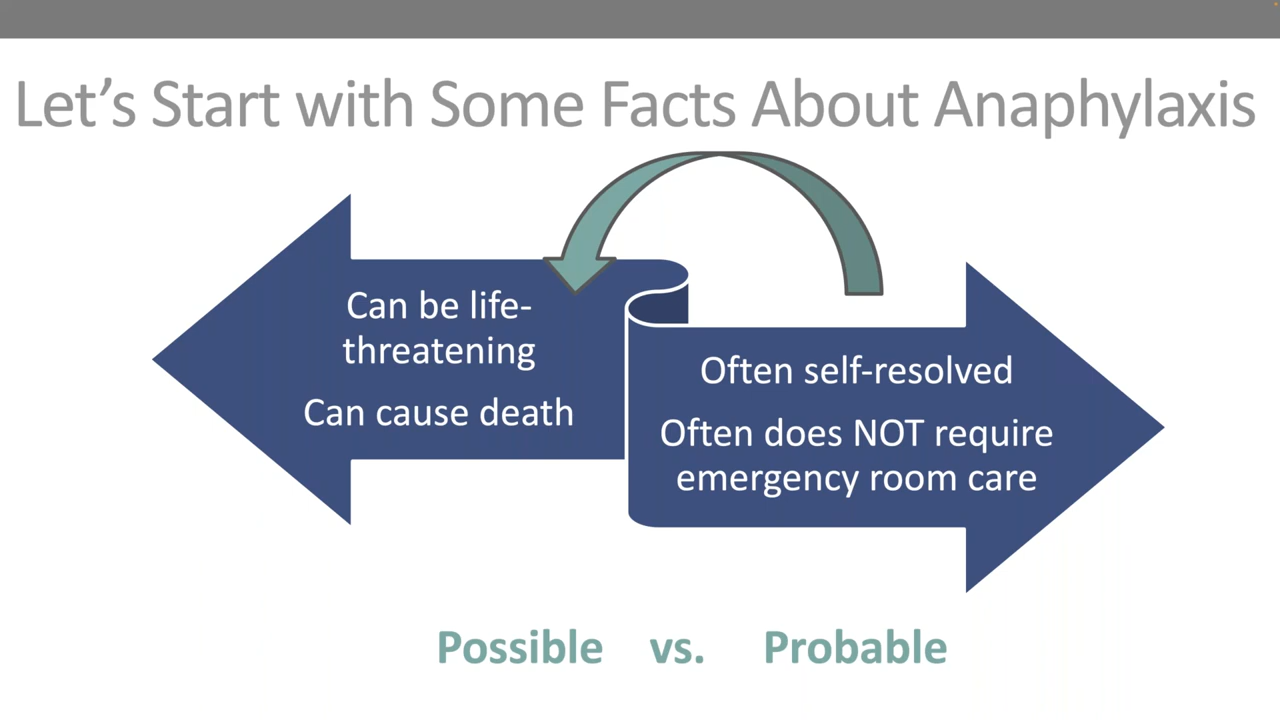 Let's Start with Some Facts About Anaphylaxis
Can be life-
threatening
Can cause death
Often self-resolved
Often does NOT require
emergency room care
Possible vs. Probable